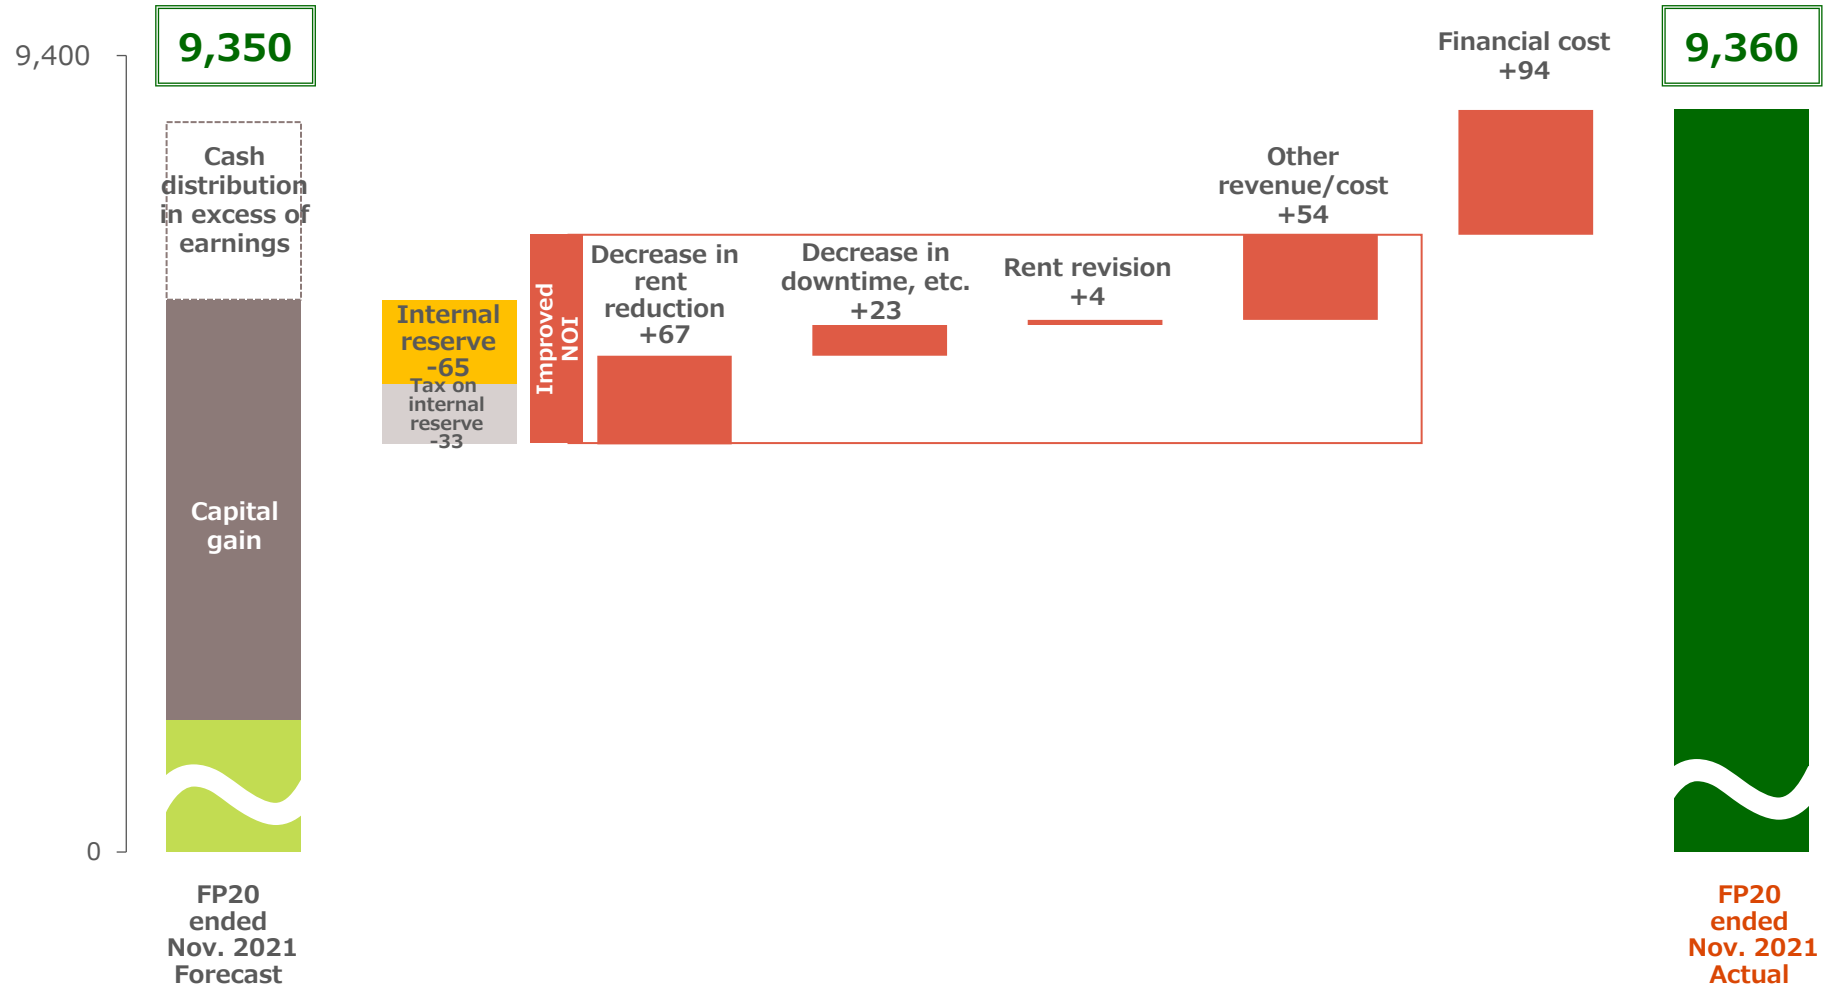 9,400
0
9,350
Cash
distribution
in excess of
earnings
Capital
gain
FP20
ended
Nov. 2021
Forecast
Internal
reserve
-65
Tax on
internal
reserve
-33
Improved
NOI
Decrease in
rent
reduction
+67
Decrease in
downtime, etc.
+23
Rent revision
+4
Other
revenue/cost
+54
Financial cost
+94
9,360
FP20
ended
Nov. 2021
Actual